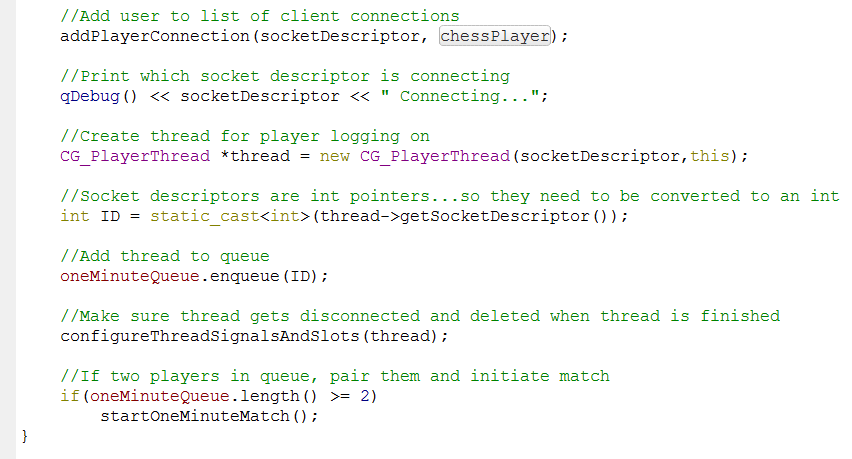 //Add user to list of client connections
addPlayerConnection(socketDescriptor, chessPlayer);
//Print which socket descriptor is connecting
qDebug() << socketDescriptor << " Connecting...";
//Create thread for player logging on
CG_PlayerThread *thread = new CG_PlayerThread(socketDescriptor,this);
//Socket descriptors are int pointers...so they need to be converted to an int
int ID = static_cast<int>(thread->getSocketDescriptor());
//Add thread to queue
oneMinuteQueue.enqueue(ID);
//Make sure thread gets disconnected and deleted when thread is finished
configureThreadSignalsAndSlots(thread);
//If two players in queue, pair them and initiate match
if(oneMinuteQueue.length() >= 2)
startOneMinuteMatch();
}